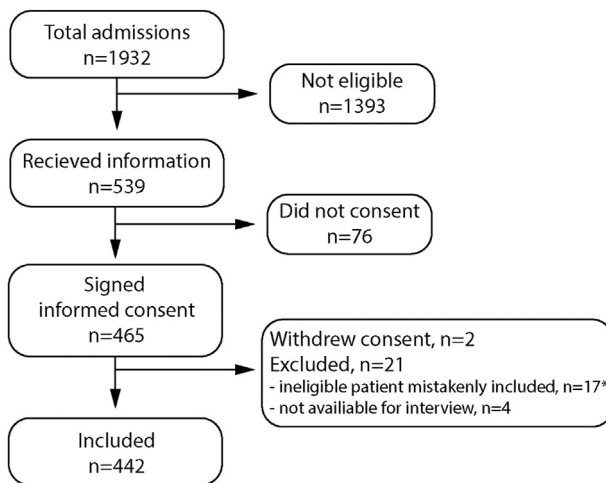 Total admissions
n=1932
Not eligible
n=1393
Recieved information
n=539
Did not consent
n=76
Signed
informed consent
n=465
Withdrew consent, n=2
Excluded, n=21
- ineligible patient mistakenly included, n=17*
- not availiable for interview, n=4
Included
n=442